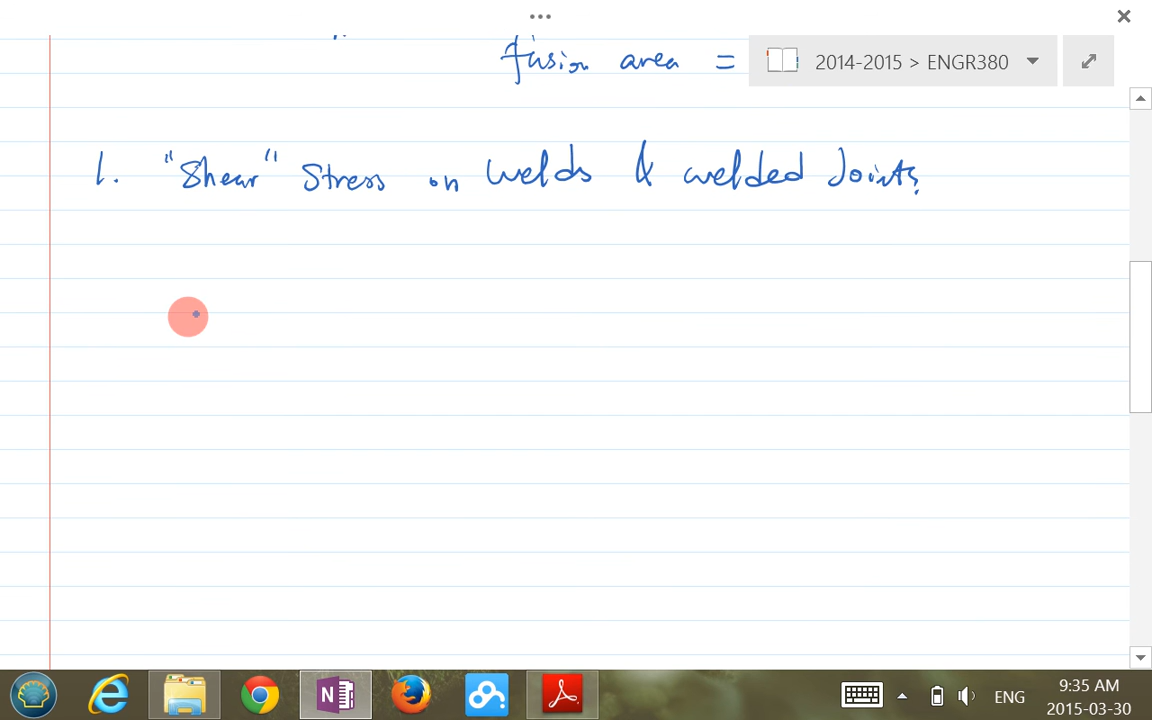 fusion area =
2014-2015 > ENGR380
1. "Shear" Stress on welds & welded Joints
ENG
9:35 AM
2015-03-30